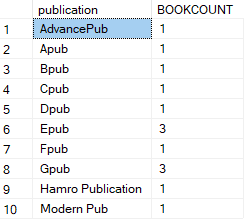 publication BOOKCOUNT
1 AdvancePub 1
2 Apub 1
3 Bpub 1
4 Cpub 1
5 Dpub 1
6 Epub 3
7 Fpub 1
8 Gpub 3
9 Hamro Publication 1
10 Modern Pub 1